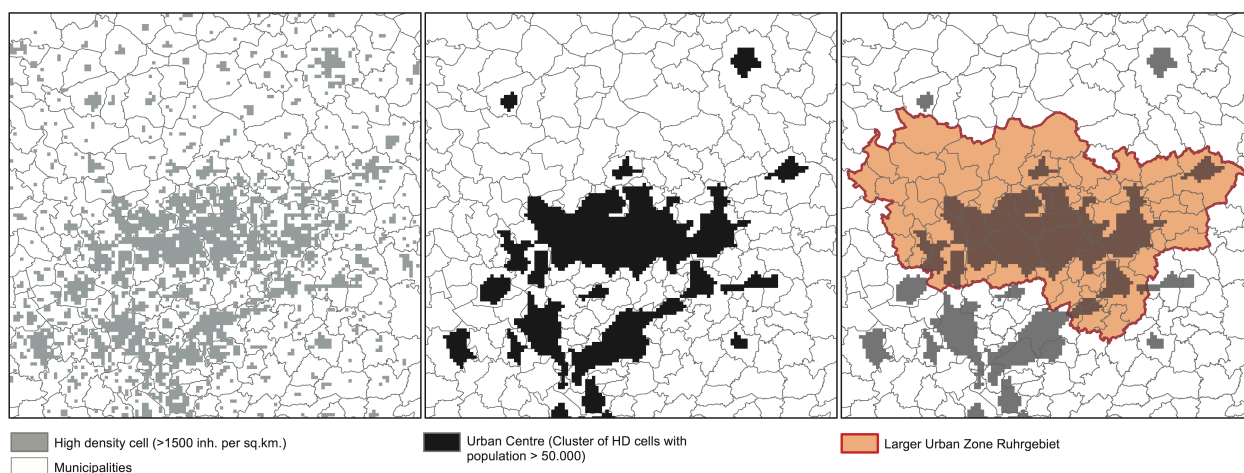 High density cell (>1500 inh. per sq.km.)
Municipalities
Urban Centre (Cluster of HD cells with
population > 50.000)
Larger Urban Zone Ruhrgebiet